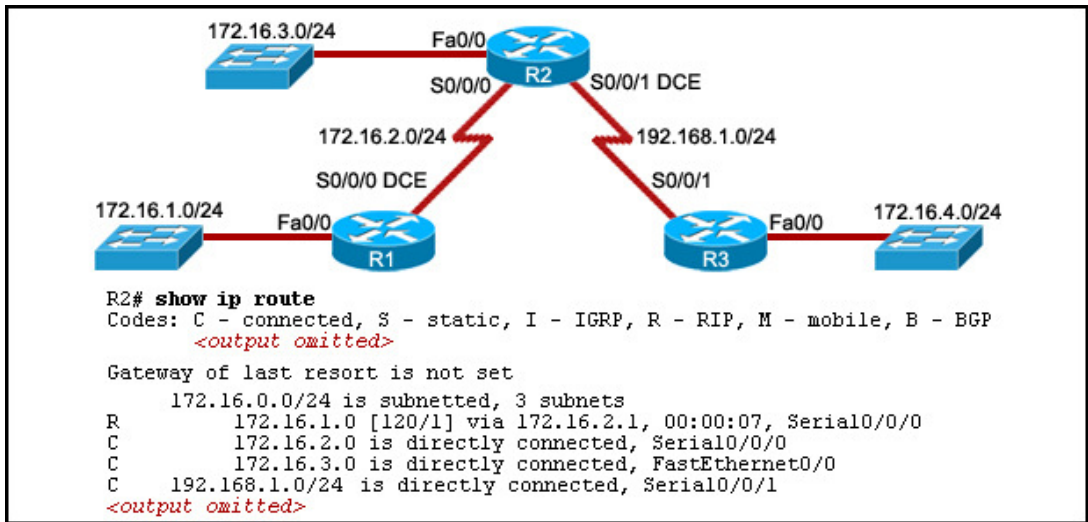 172.16.3.0/24
Fa0/0
R2
S0/0/0
S0/0/1 DCE
172.16.2.0/24
192.168.1.0/24
S0/0/0 DCE
S0/0/1
172.16.1.0/24
Fa0/0
R1
R3
Fa0/0
172.16.4.0/24
R2# show ip route
Codes: C - connected, S - static, I - IGRP, R - RIP, M - mobile, B - BGP
<output omitted>
Gateway of last resort is not set
172.16.0.0/24 is subnetted, 3 subnets
R 172.16.1.0 [120/1] via 172.16.2.1, 00:00:07, Serial0/0/0
C 172.16.2.0 is directly connected, Serial0/0/0
C 172.16.3.0 is directly connected, FastEthernet0/0
C 192.168.1.0/24 is directly connected, Serial0/0/1
<output omitted>